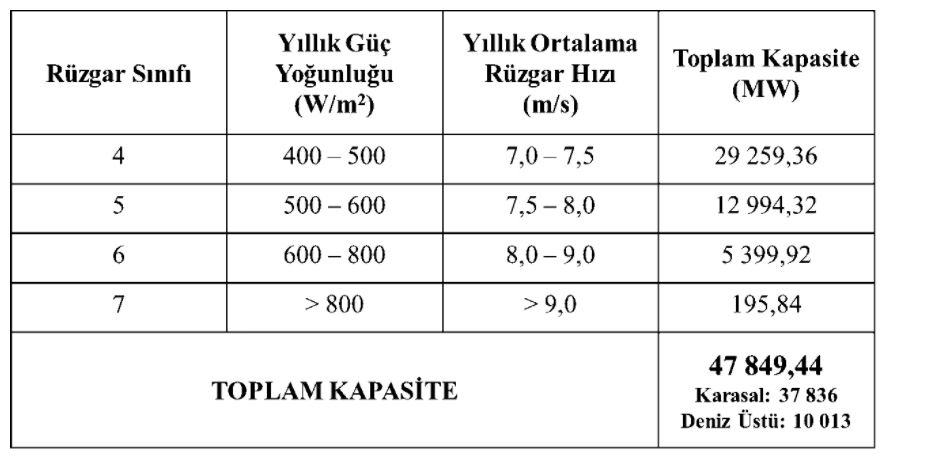 Rüzgar Sınıfı
Yıllık Güç
Yoğunluğu
(W/m²)
Yıllık Ortalama
Rüzgar Hızı
(m/s)
Toplam Kapasite
(MW)
4
400 – 500
7,0 – 7,5
29 259,36
5
500 – 600
7,5 – 8,0
12 994,32
6
600 – 800
8,0 – 9,0
5 399,92
7
> 800
> 9,0
195,84
TOPLAM KAPASİTE
47 849,44
Karasal: 37 836
Deniz Üstü: 10 013